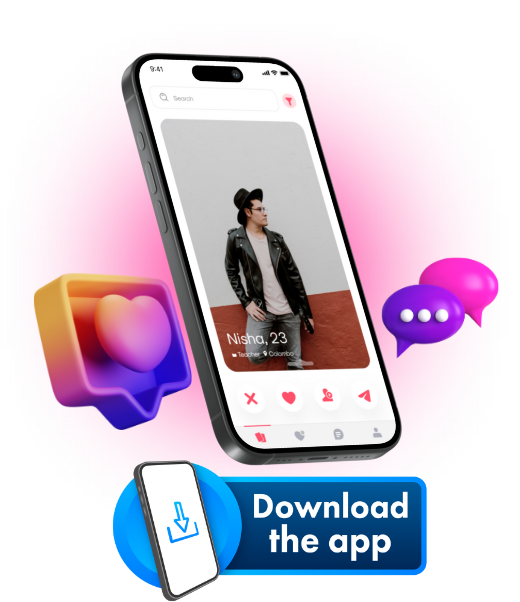 9:41
Search
Nisha, 23
Teacher Colombo
Download
the app